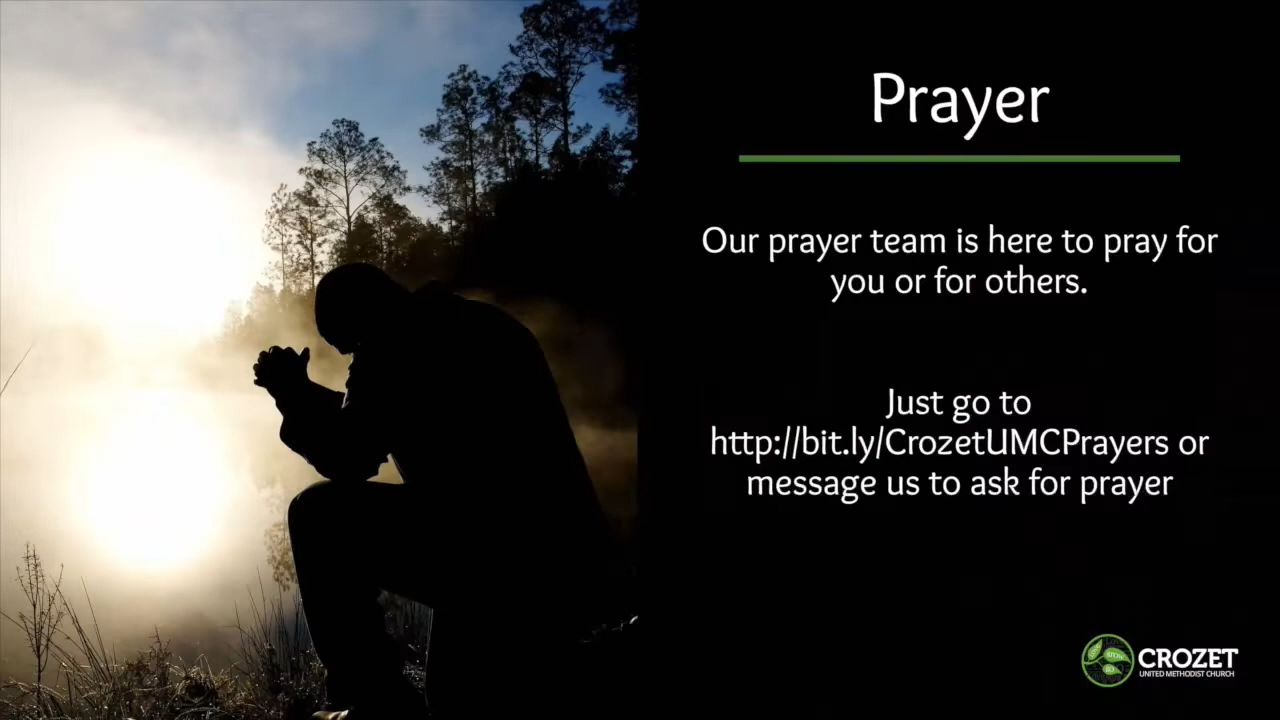 Prayer
Our prayer team is here to pray for
you or for others.
Just go to
http://bit.ly/CrozetUMCPrayers or
message us to ask for prayer
CROZET
UNITED METHODIST CHURCH